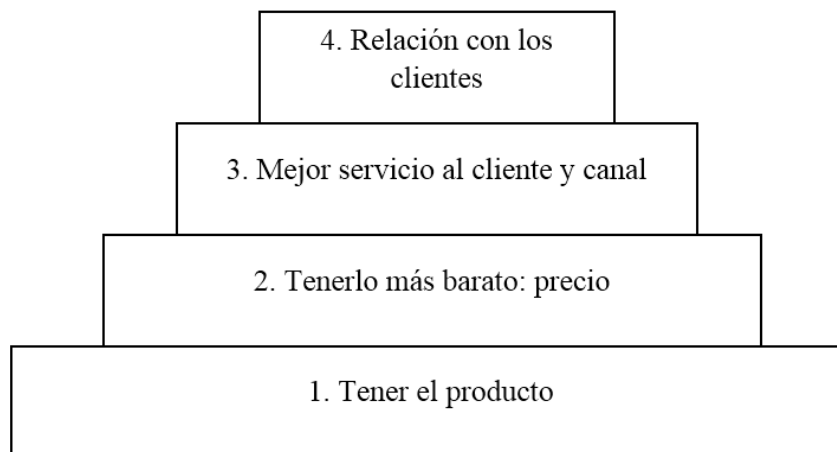 4. Relación con los
clientes
3. Mejor servicio al cliente y canal
2. Tenerlo más barato: precio
1. Tener el producto